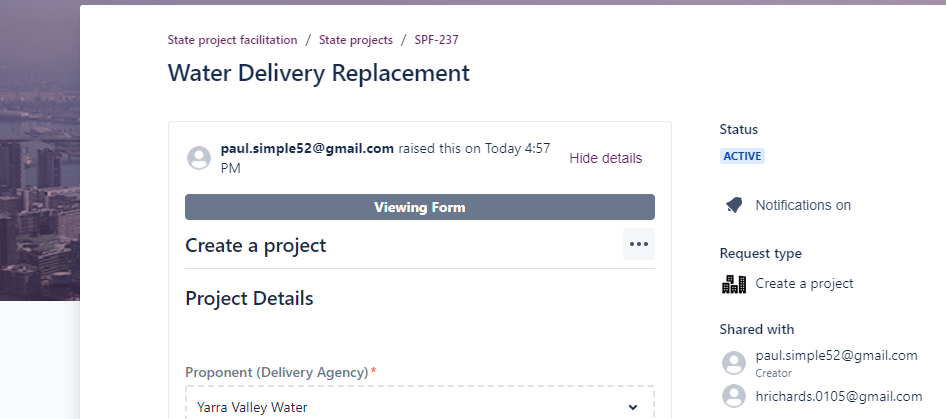 State project facilitation / State projects / SPF-237
Water Delivery Replacement
paul.simple52@gmail.com raised this on Today 4:57
PM
Hide details
Viewing Form
Create a project
Project Details
Proponent (Delivery Agency)*
Yarra Valley Water
Status
ACTIVE
Notifications on
Request type
Create a project
Shared with
paul.simple52@gmail.com
Creator
hrichards.0105@gmail.com